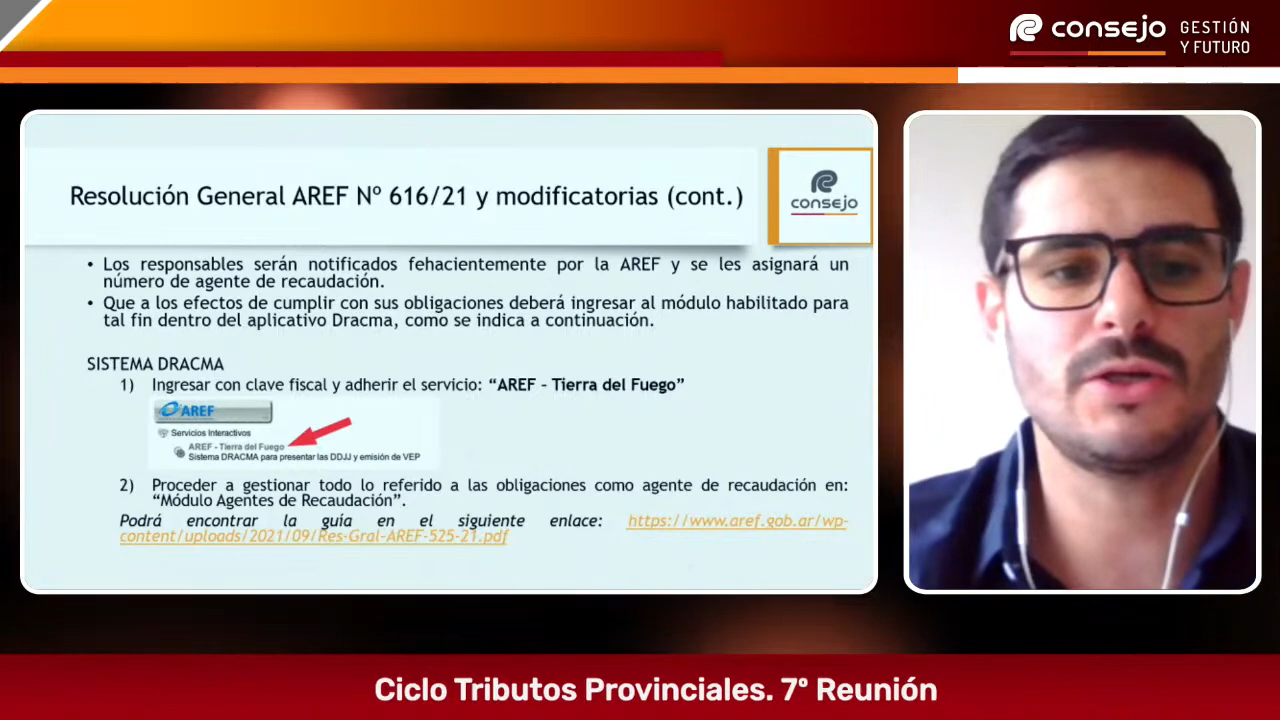 consejo
GESTIÓN
Y FUTURO
Resolución General AREF Nº 616/21 y modificatorias (cont.)
consejo
• Los responsables serán notificados fehacientemente por la AREF y se les asignará un
número de agente de recaudación.
• Que a los efectos de cumplir con sus obligaciones deberá ingresar al módulo habilitado para
tal fin dentro del aplicativo Dracma, como se indica a continuación.
SISTEMA DRACMA
1) Ingresar con clave fiscal y adherir el servicio: “AREF – Tierra del Fuego”
AREF
Servicios Interactivos
AREF - Tierra del Fuego
Sistema DRACMA para presentar las DDJJ y emisión de VEP
2) Proceder a gestionar todo lo referido a las obligaciones como agente de recaudación en:
“Módulo Agentes de Recaudación”.
Podrá encontrar la guía en el siguiente enlace: https://www.aref.gob.ar/wp-
content/uploads/2021/09/Res-Gral-AREF-525-21.pdf
Ciclo Tributos Provinciales. 7º Reunión